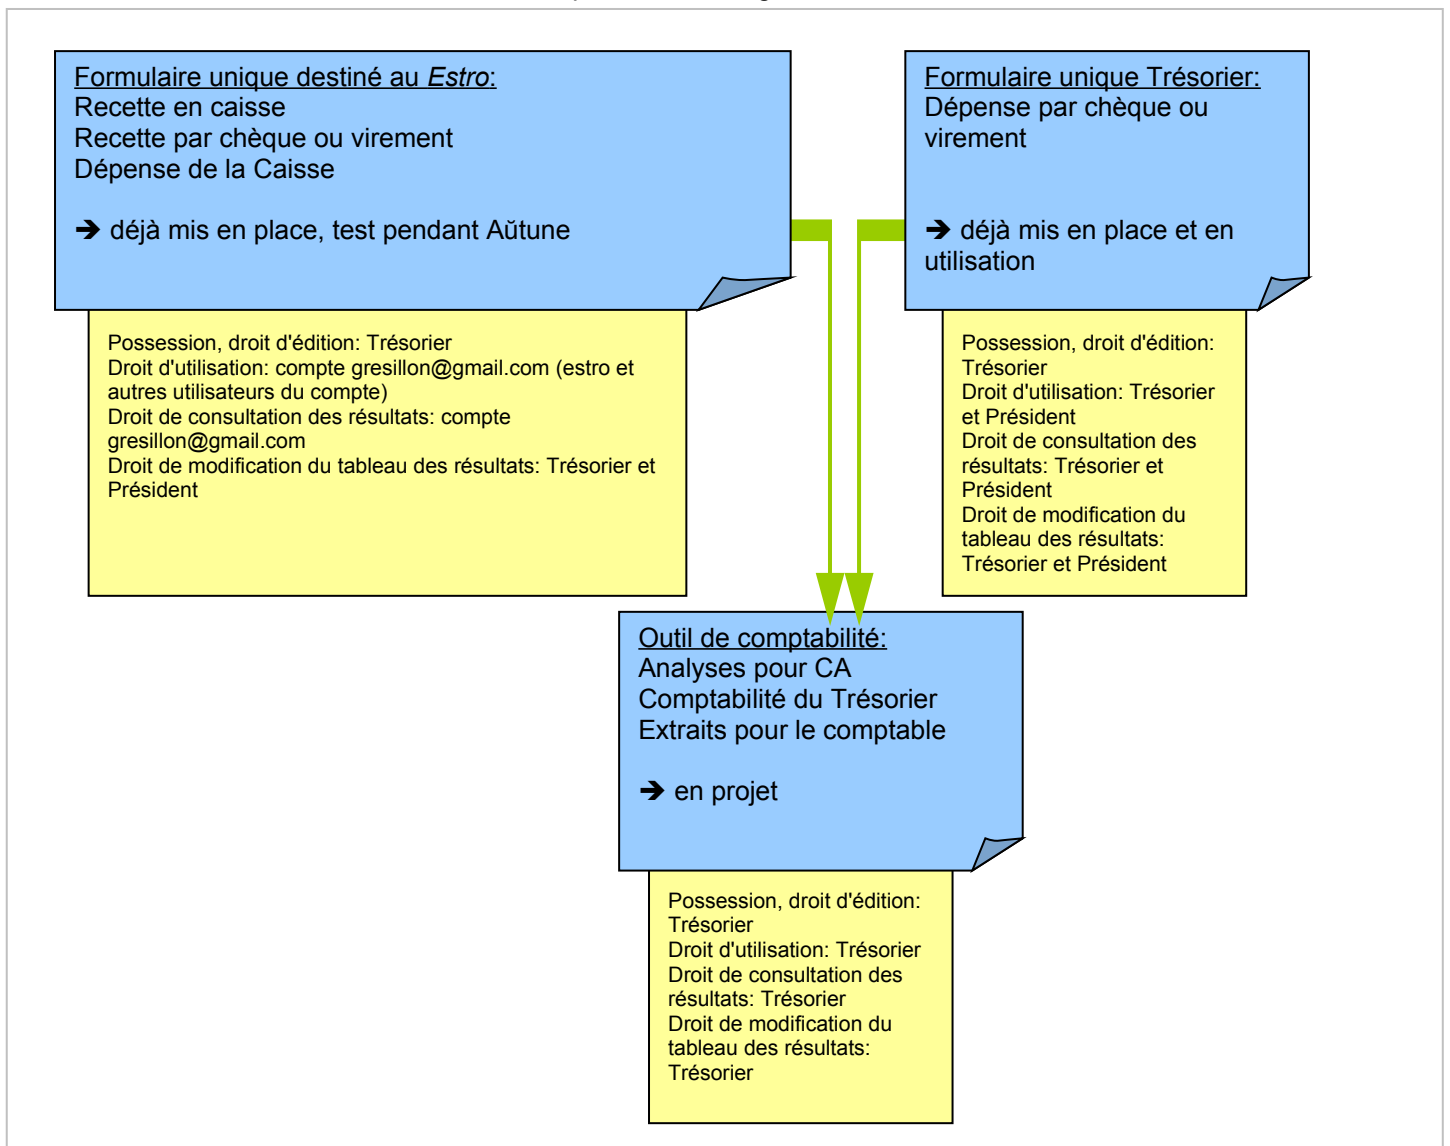 Formulaire unique destiné au Estro:
Recette en caisse
Recette par chèque ou virement
Dépense de la Caisse
➔ déjà mis en place, test pendant Aŭtune
Possession, droit d'édition: Trésorier
Droit d'utilisation: compte gresillon@gmail.com (estro et
autres utilisateurs du compte)
Droit de consultation des résultats: compte
gresillon@gmail.com
Droit de modification du tableau des résultats: Trésorier et
Président
Formulaire unique Trésorier:
Dépense par chèque ou
virement
➔ déjà mis en place et en
utilisation
Possession, droit d'édition:
Trésorier
Droit d'utilisation: Trésorier
et Président
Droit de consultation des
résultats: Trésorier et
Président
Droit de modification du
tableau des résultats:
Trésorier et Président
Outil de comptabilité:
Analyses pour CA
Comptabilité du Trésorier
Extraits pour le comptable
➔ en projet
Possession, droit d'édition:
Trésorier
Droit d'utilisation: Trésorier
Droit de consultation des
résultats: Trésorier
Droit de modification du
tableau des résultats:
Trésorier